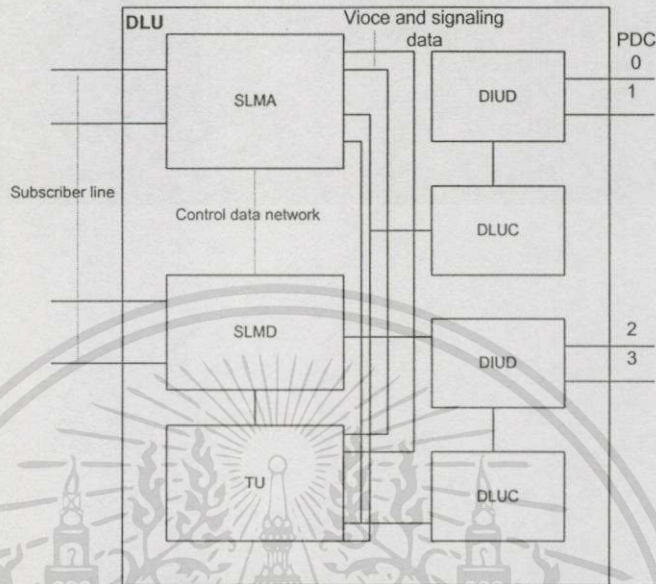 DLU
Vioce and signaling
data
PDC
0
1
SLMA
DIUD
Subscriber line
Control data network
DLUC
SLMD
2
3
DIUD
TU
DLUC